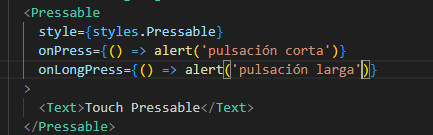 <Pressable
style={styles.Pressable}
onPress={() => alert('pulsación corta')}
onLongPress={() => alert('pulsación larga')}
>
<Text>Touch Pressable</Text>
</Pressable>